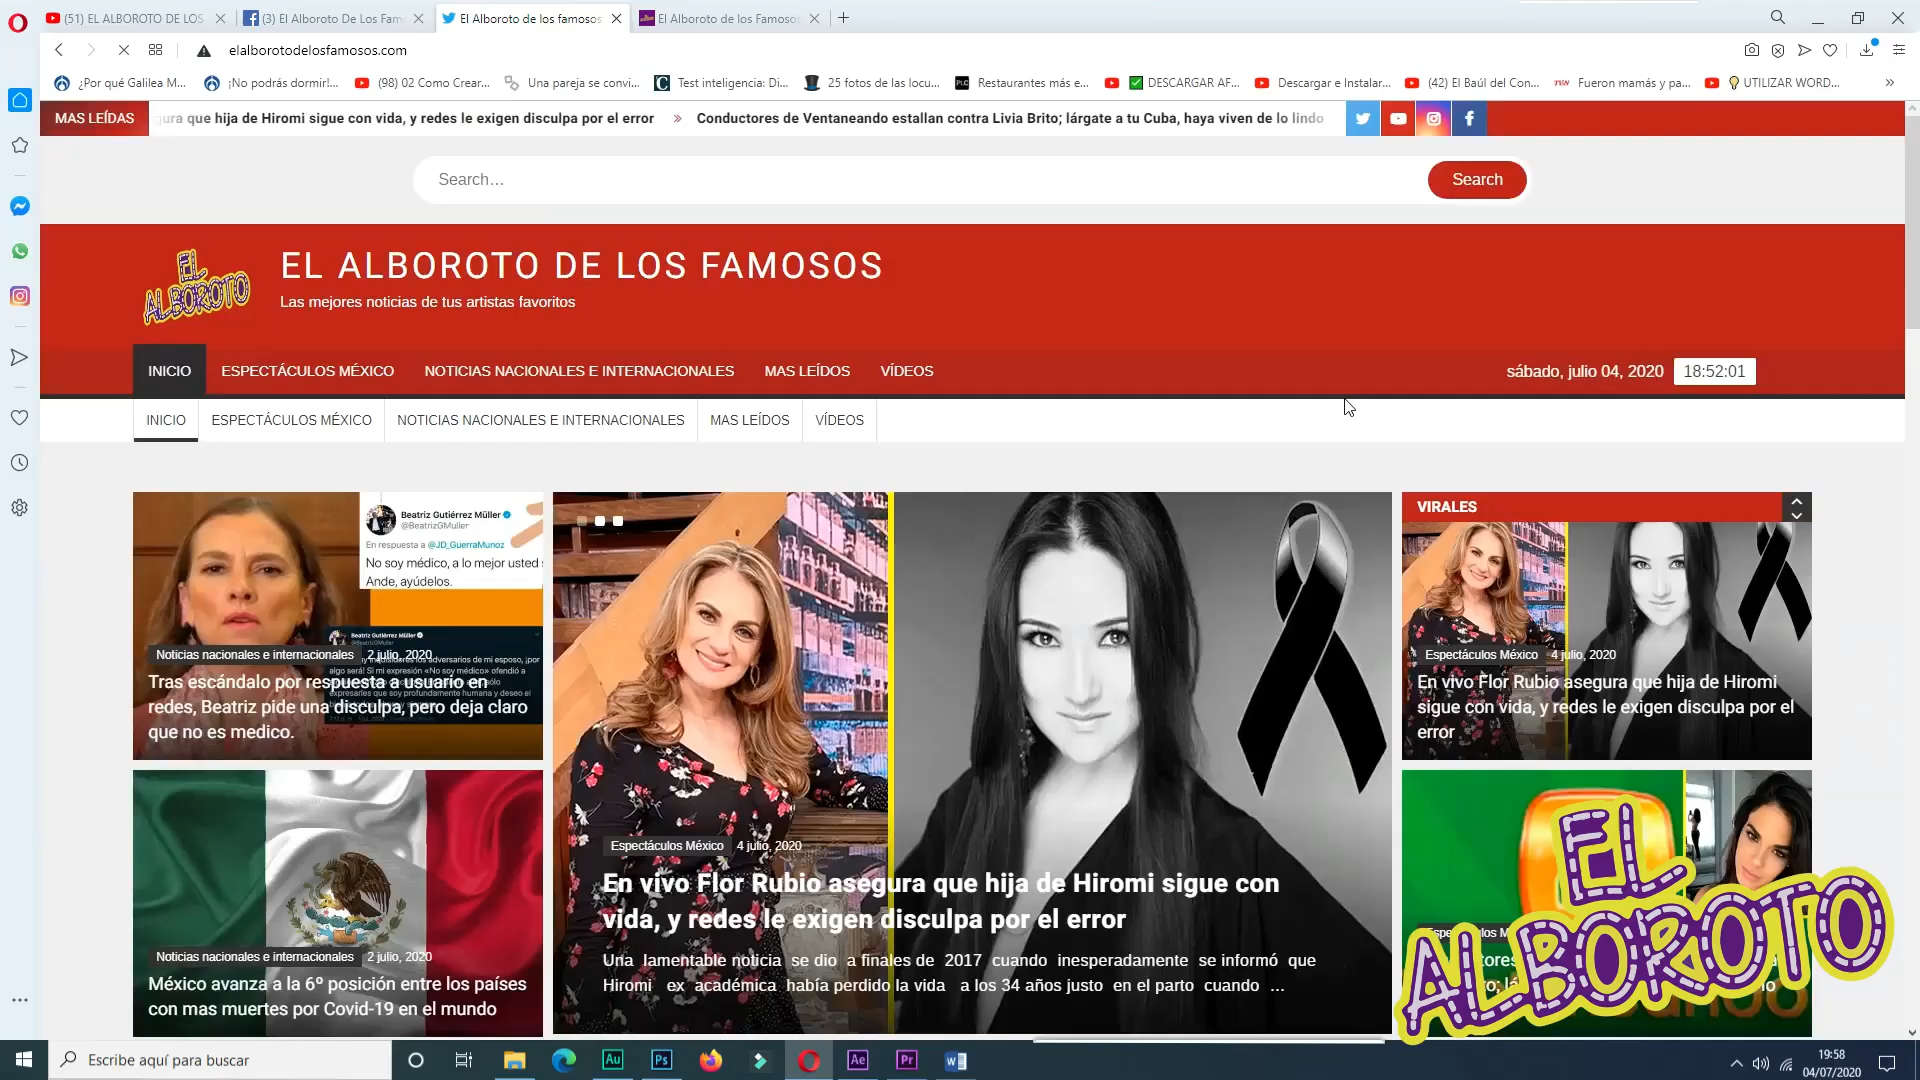 (51) EL ALBOROTO DE LOS
(3) El Alboroto De Los Fam
El Alboroto de los famosos
El Alboroto de los Famosos
elalborotodelosfamosos.com
¿Por qué Galilea M...
¡No podrás dormir!...
(98) 02 Como Crear...
Una pareja se convi...
Test inteligencia: Di...
25 fotos de las locu...
Restaurantes más e...
DESCARGAR AF...
Descargar e Instalar...
(42) El Baúl del Con...
Fueron mamás y pa...
UTILIZAR WORD...
MAS LEÍDAS
gura que hija de Hiromi sigue con vida, y redes le exigen disculpa por el error » Conductores de Ventaneando estallan contra Livia Brito; lárgate a tu Cuba, haya viven de lo lindo
Search…
Search
EL ALBOROTO
EL ALBOROTO DE LOS FAMOSOS
Las mejores noticias de tus artistas favoritos
INICIO ESPECTÁCULOS MÉXICO NOTICIAS NACIONALES E INTERNACIONALES MAS LEÍDOS VÍDEOS
sábado, julio 04, 2020 18:52:01
INICIO ESPECTÁCULOS MÉXICO NOTICIAS NACIONALES E INTERNACIONALES MAS LEÍDOS VÍDEOS
Beatriz Gutiérrez Müller
@BeatrizGMuller
En respuesta a @JD_GuerraMunoz
No soy médico, a lo mejor usted
Ande, ayúdelos.
Beatriz Gutiérrez Müller
Noticias nacionales e internacionales 2 julio, 2020
Tras escándalo por respuesta a usuario en
redes, Beatriz pide una disculpa, pero deja claro
que no es medico.
Noticias nacionales e internacionales 2 julio, 2020
México avanza a la 6º posición entre los países
con mas muertes por Covid-19 en el mundo
Espectáculos México 4 julio, 2020
En vivo Flor Rubio asegura que hija de Hiromi sigue con
vida, y redes le exigen disculpa por el error
Una lamentable noticia se dio a finales de 2017 cuando inesperadamente se informó que
Hiromi ex académica había perdido la vida a los 34 años justo en el parto cuando ...
VIRALES
Espectáculos México 4 julio, 2020
En vivo Flor Rubio asegura que hija de Hiromi
sigue con vida, y redes le exigen disculpa por el
error
EL
ALBOROTO
Escribe aquí para buscar
19:58
04/07/2020